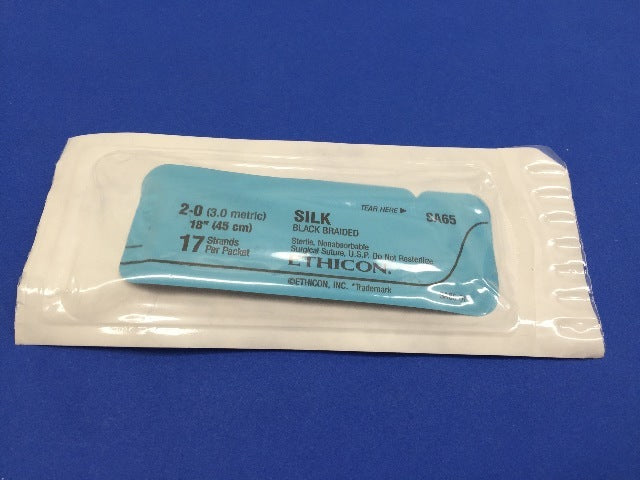 2-0 (3.0 metric)
18" (45 cm)
17 Strands
Per Packet
SILK
BLACK BRAIDED
Sterile, Nonabsorbable
Surgical Suture, U.S.P. Do Not Resterilize
ETHICON.
©ETHICON, INC. *Trademark
TEAR HERE ▶
SA65